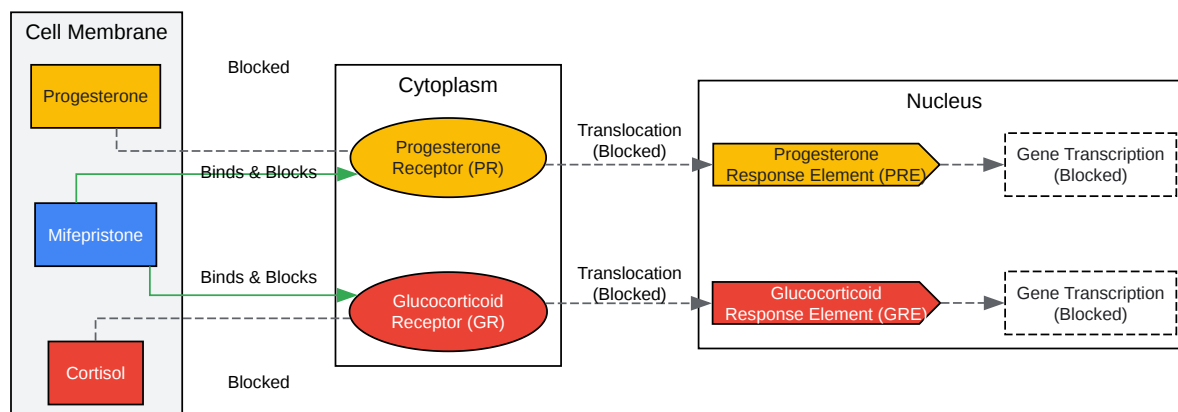 Cell Membrane
Progesterone
Mifepristone
Cortisol
Blocked
Binds & Blocks
Binds & Blocks
Blocked
Cytoplasm
Progesterone
Receptor (PR)
Glucocorticoid
Receptor (GR)
Translocation
(Blocked)
Translocation
(Blocked)
Nucleus
Progesterone
Response Element (PRE)
Gene Transcription
(Blocked)
Glucocorticoid
Response Element (GRE)
Gene Transcription
(Blocked)